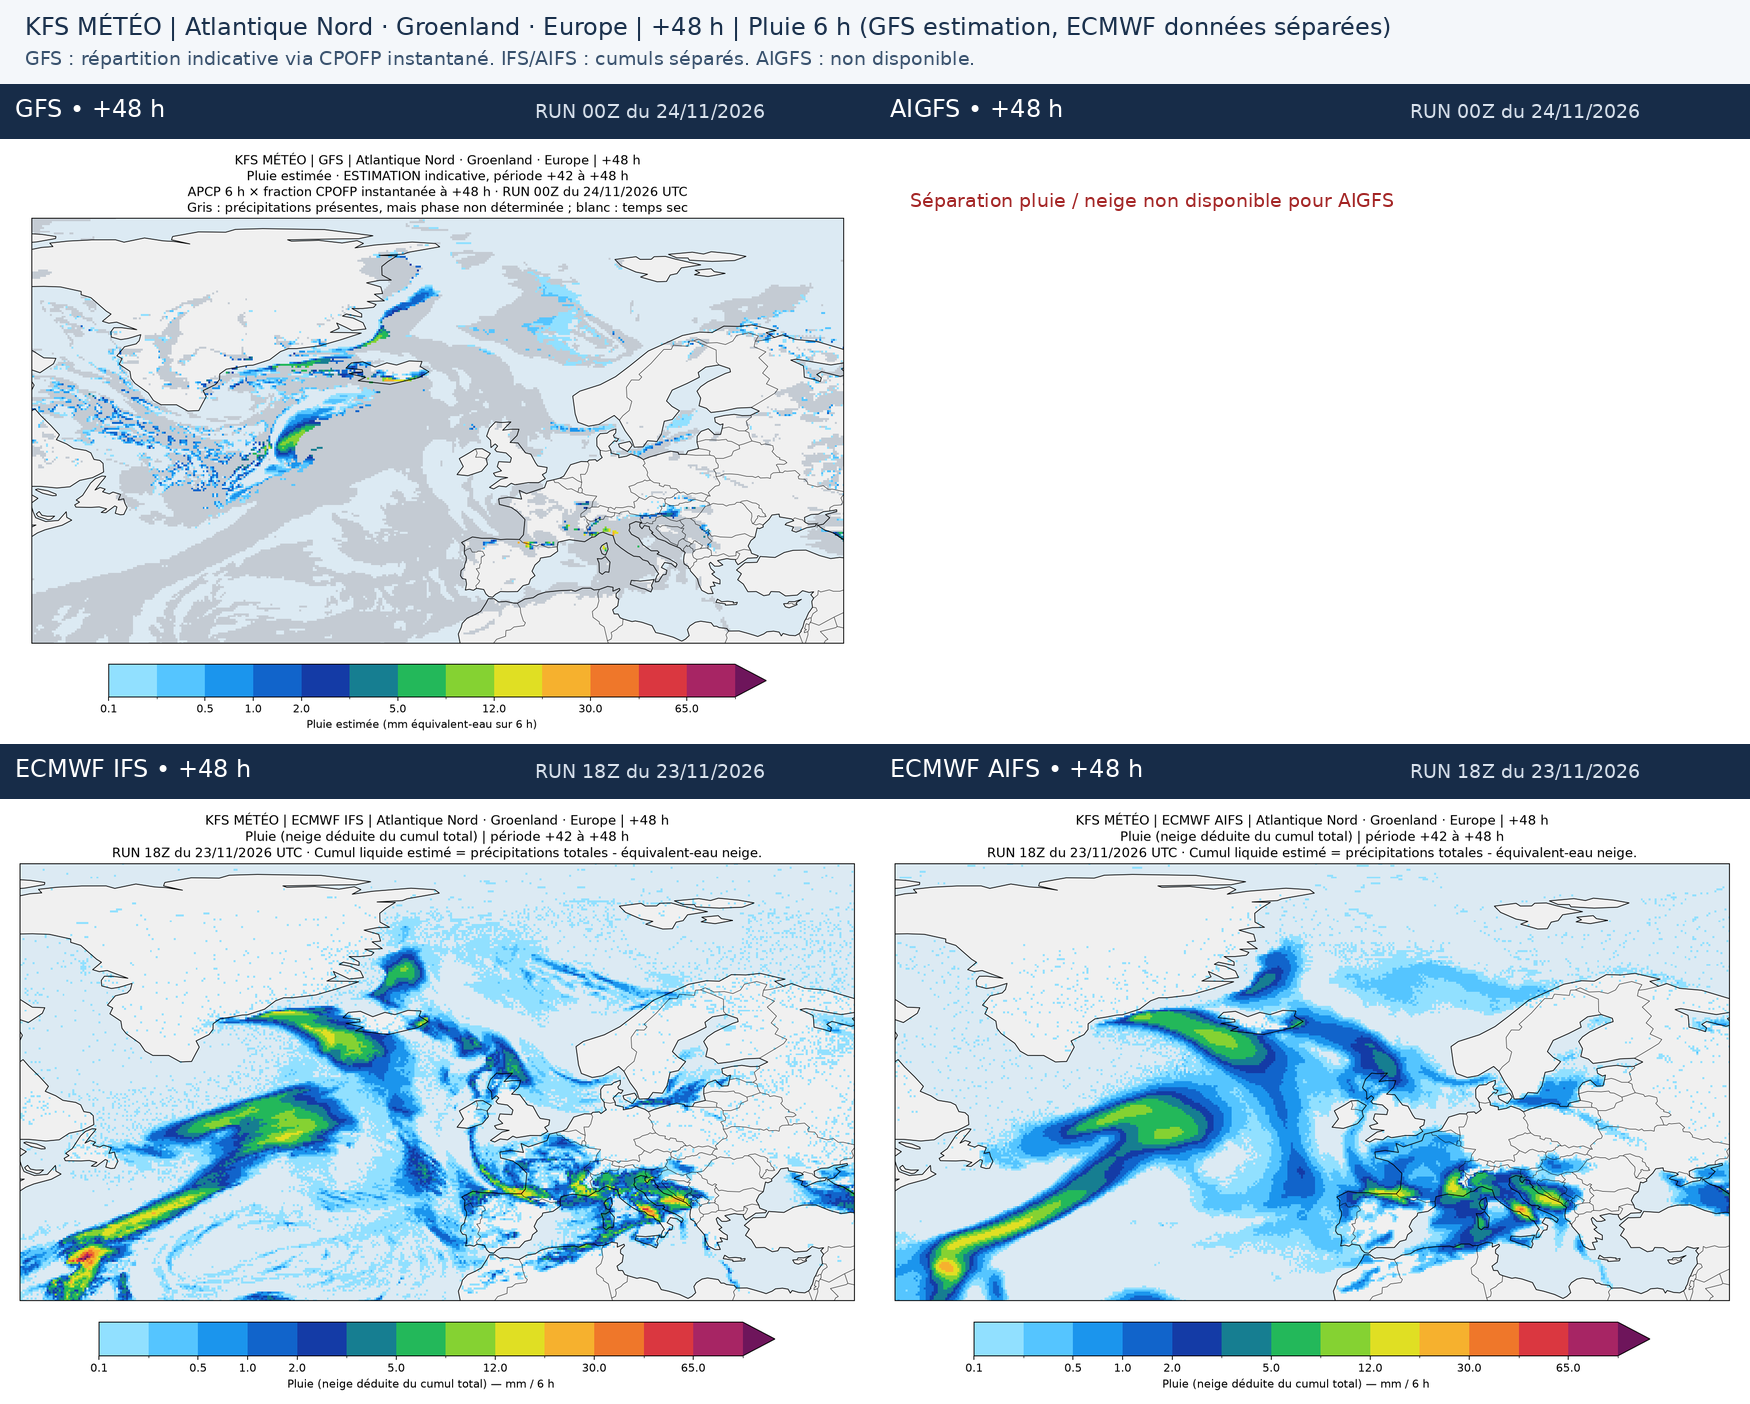 KFS MÉTÉO | Atlantique Nord · Groenland · Europe | +48 h | Pluie 6 h (GFS estimation, ECMWF données séparées)
GFS : répartition indicative via CPOFP instantané. IFS/AIFS : cumuls séparés. AIGFS : non disponible.
GFS • +48 h
RUN 00Z du 24/11/2026
AIGFS • +48 h
RUN 00Z du 24/11/2026
KFS MÉTÉO | GFS | Atlantique Nord · Groenland · Europe | +48 h
Pluie estimée · ESTIMATION indicative, période +42 à +48 h
APCP 6 h × fraction CPOFP instantanée à +48 h · RUN 00Z du 24/11/2026 UTC
Gris : précipitations présentes, mais phase non déterminée ; blanc : temps sec
Séparation pluie / neige non disponible pour AIGFS
0.1 0.5 1.0 2.0 5.0 12.0 30.0 65.0
Pluie estimée (mm équivalent-eau sur 6 h)
ECMWF IFS • +48 h
RUN 18Z du 23/11/2026
ECMWF AIFS • +48 h
RUN 18Z du 23/11/2026
KFS MÉTÉO | ECMWF IFS | Atlantique Nord · Groenland · Europe | +48 h
Pluie (neige déduite du cumul total) | période +42 à +48 h
RUN 18Z du 23/11/2026 UTC · Cumul liquide estimé = précipitations totales - équivalent-eau neige.
KFS MÉTÉO | ECMWF AIFS | Atlantique Nord · Groenland · Europe | +48 h
Pluie (neige déduite du cumul total) | période +42 à +48 h
RUN 18Z du 23/11/2026 UTC · Cumul liquide estimé = précipitations totales - équivalent-eau neige.
0.1 0.5 1.0 2.0 5.0 12.0 30.0 65.0
Pluie (neige déduite du cumul total) — mm / 6 h
0.1 0.5 1.0 2.0 5.0 12.0 30.0 65.0
Pluie (neige déduite du cumul total) — mm / 6 h